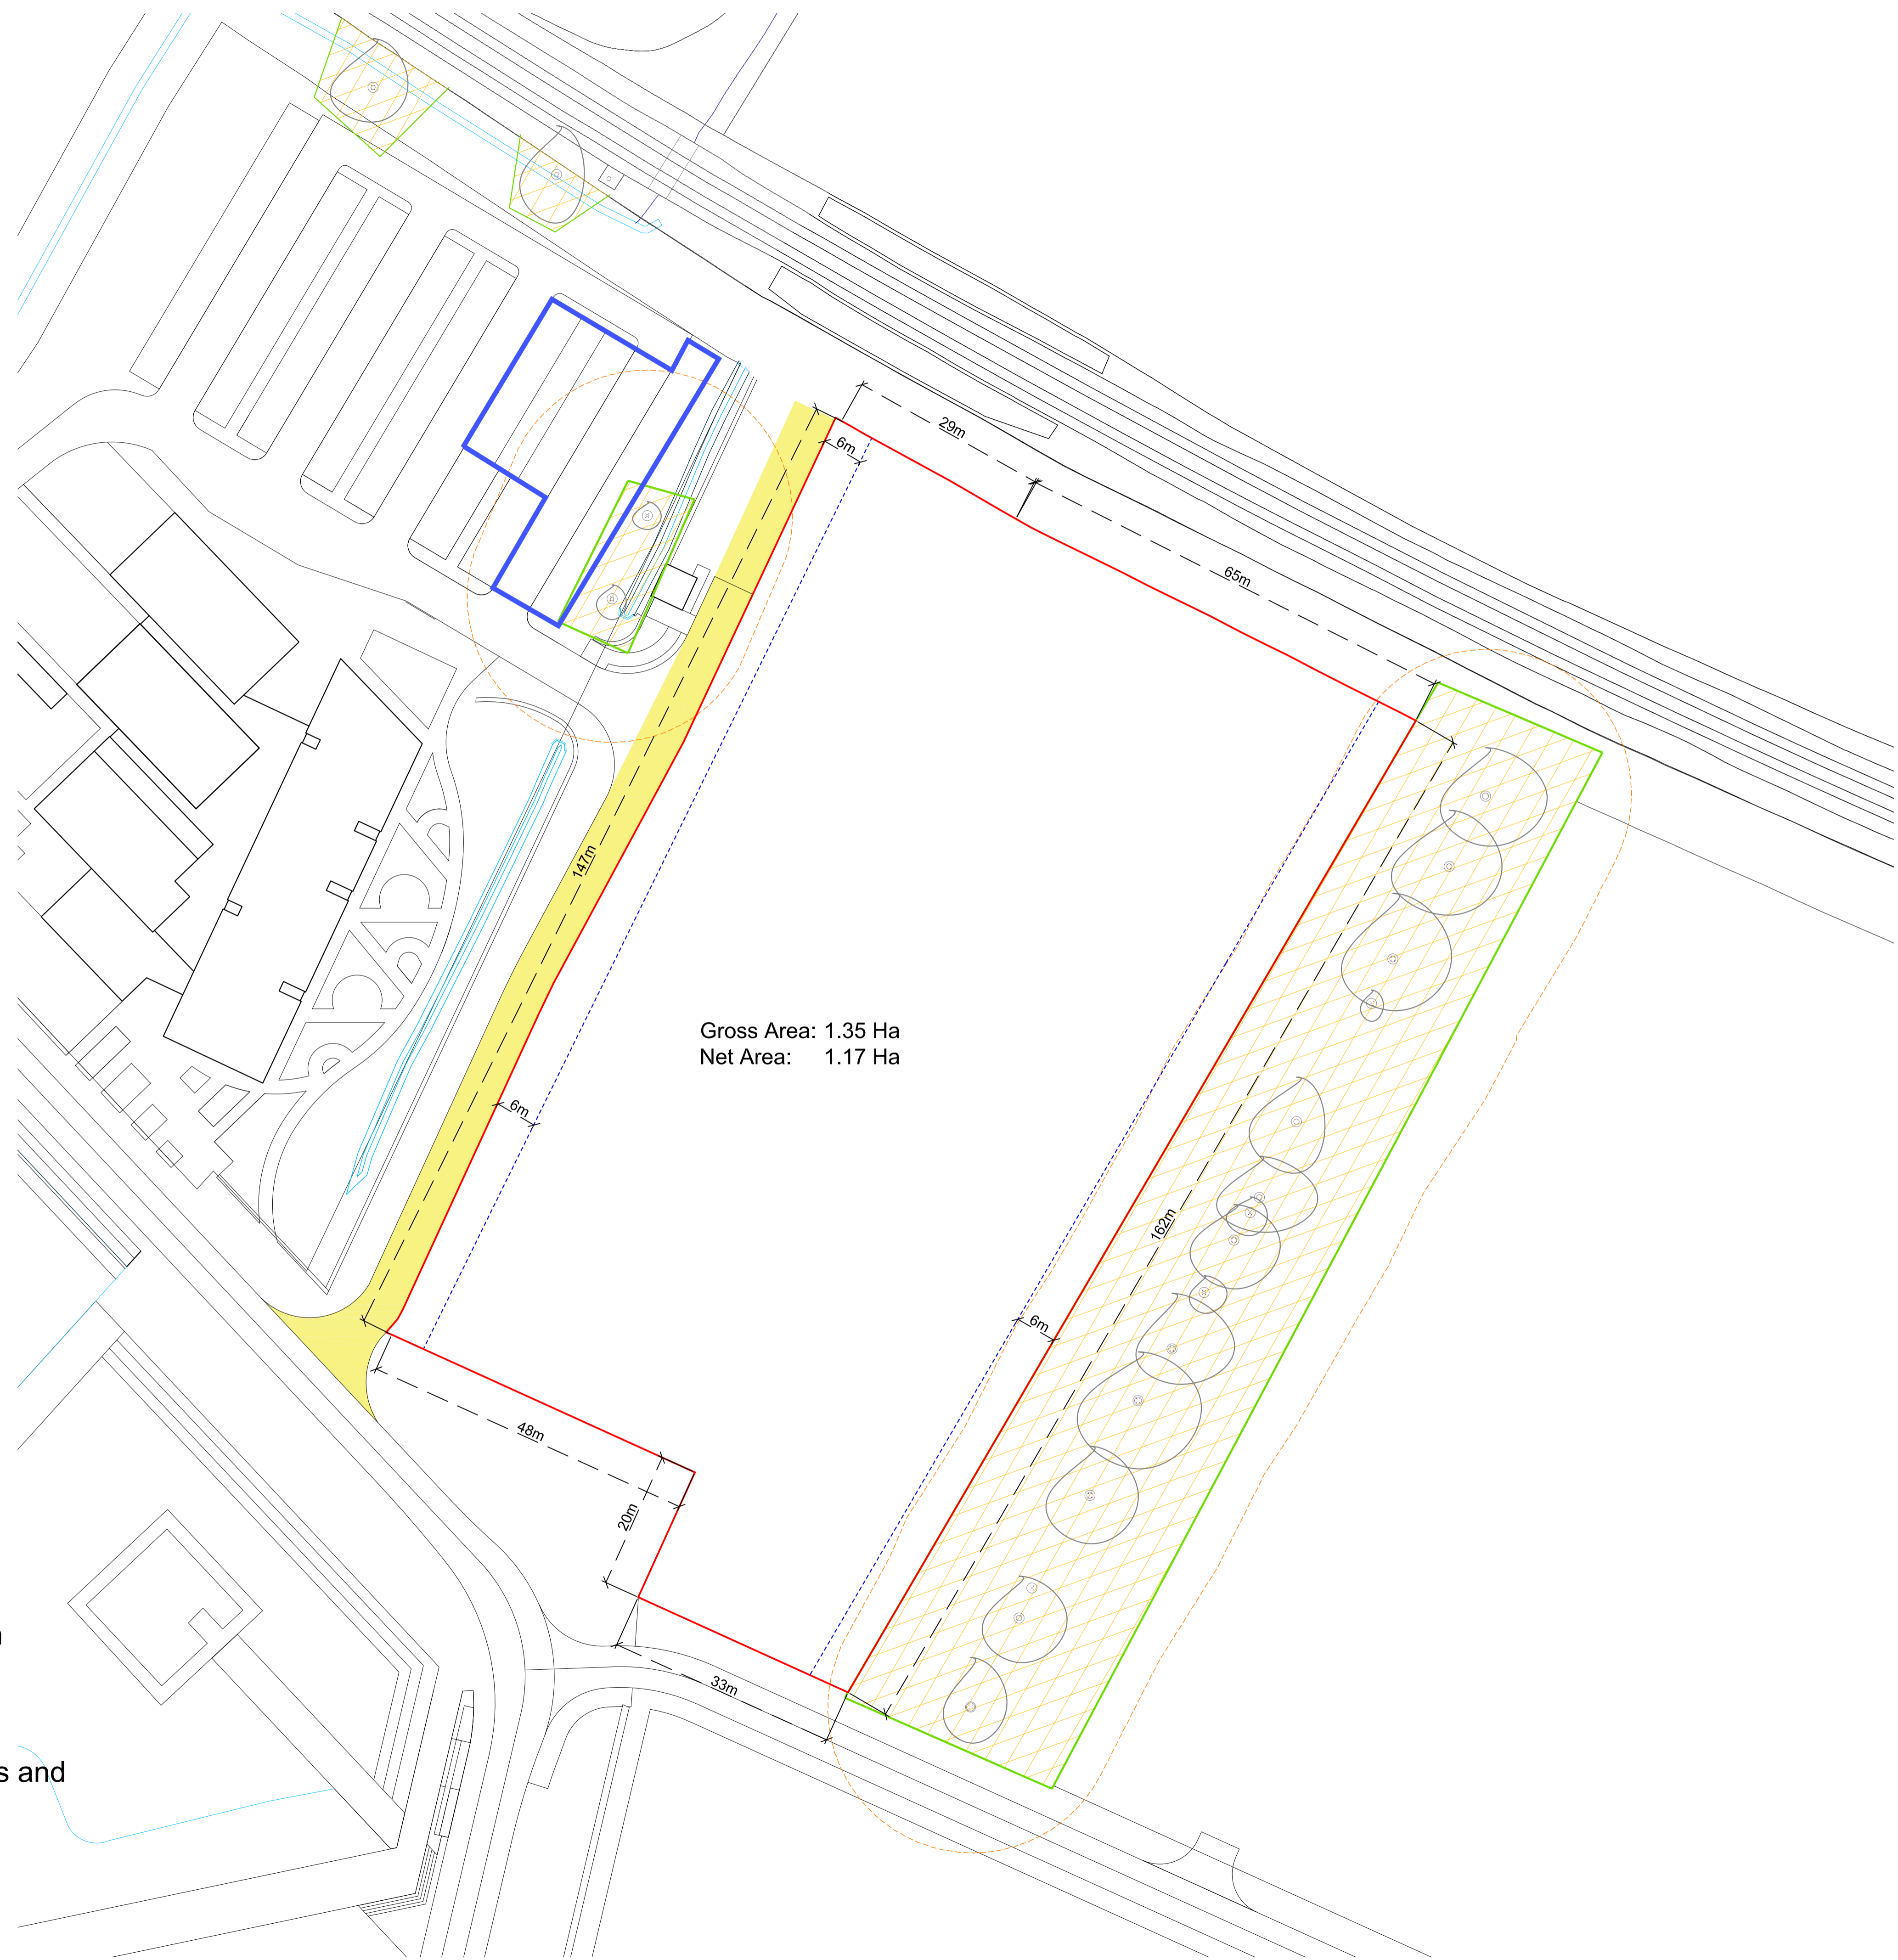 29m
6m
65m
147m
Gross Area: 1.35 Ha
Net Area: 1.17 Ha
6m
162m
6m
48m
20m
33m
s and